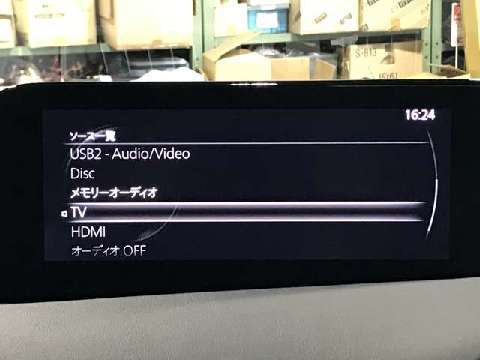 16:24
ソース一覧
USB2 - Audio/Video
Disc
メモリーオーディオ
TV
HDMI
オーディオ OFF